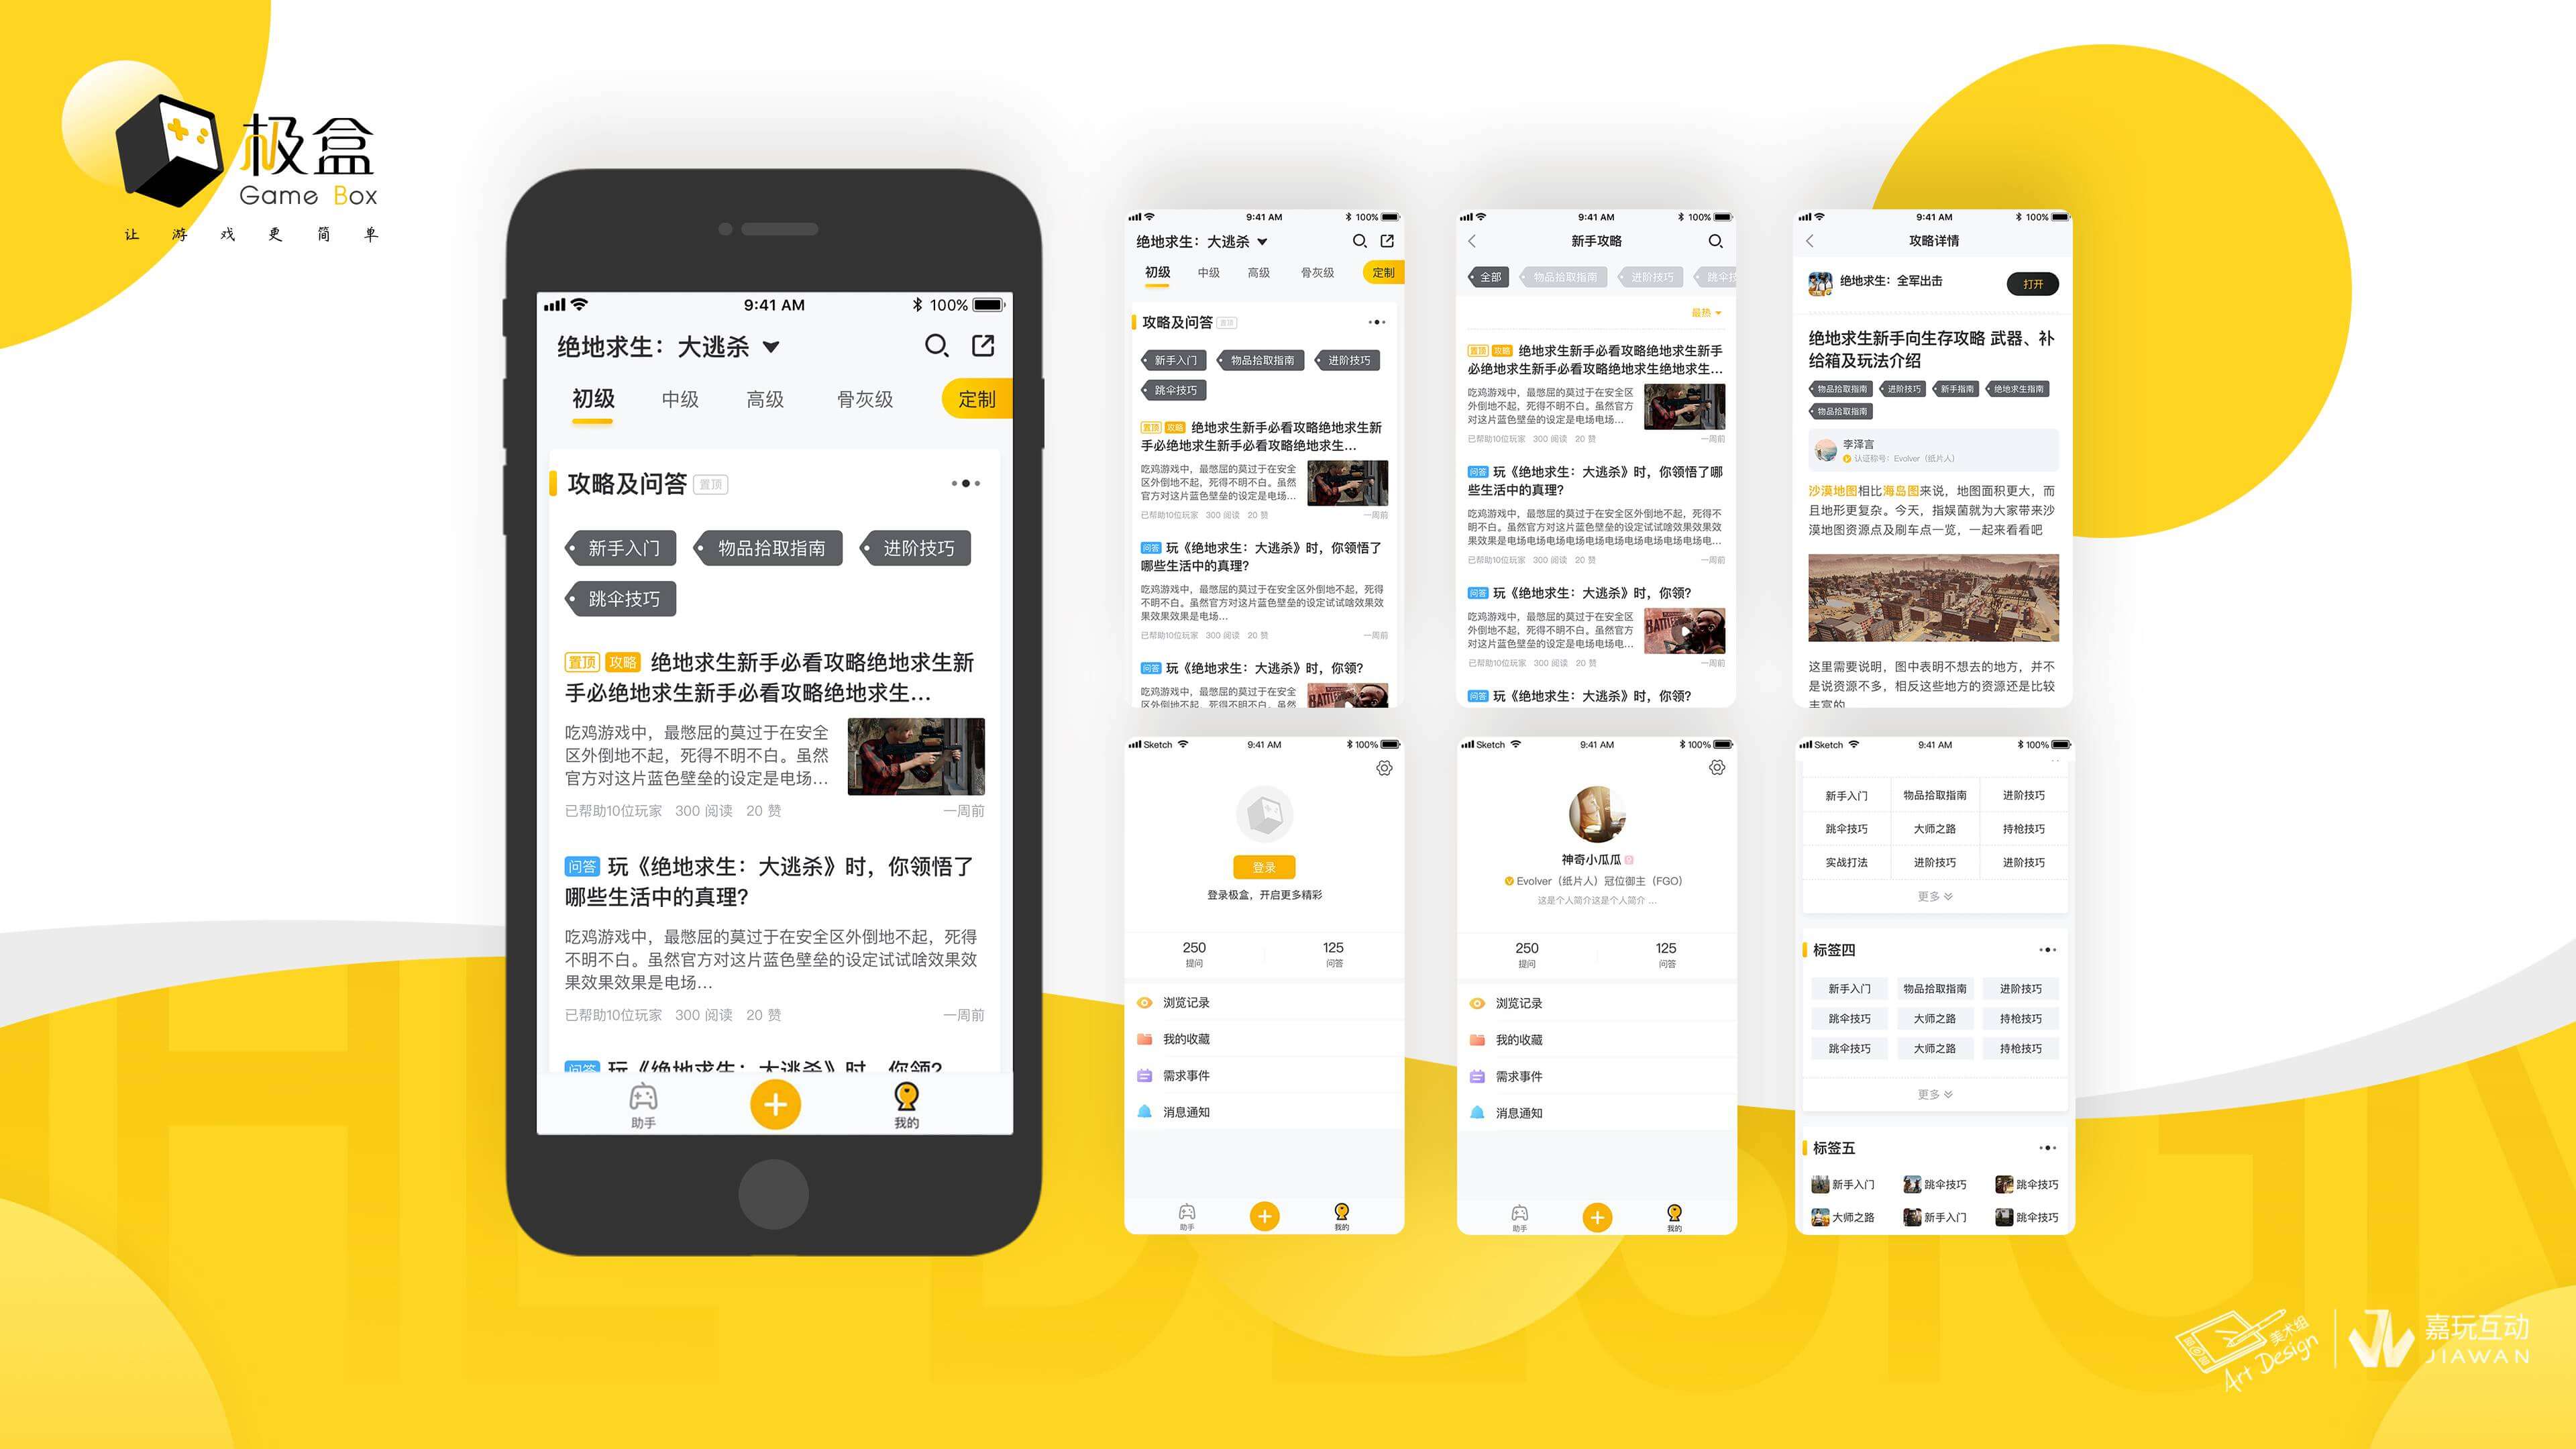 极盒
Game Box
让游戏更简单
9:41 AM
100%
绝地求生：大逃杀
初级 中级 高级 骨灰级 定制
攻略及问答 置顶
新手入门 物品拾取指南 进阶技巧
跳伞技巧
置顶 攻略 绝地求生新手必看攻略绝地求生新
手必绝地求生新手必看攻略绝地求生...
吃鸡游戏中，最憋屈的莫过于在安全
区外倒地不起，死得不明不白。虽然
官方对这片蓝色壁垒的设定是电场...
已帮助10位玩家 300 阅读 20 赞 一周前
问答 玩《绝地求生：大逃杀》时，你领悟了
哪些生活中的真理？
吃鸡游戏中，最憋屈的莫过于在安全区外倒地不起，死得
不明不白。虽然官方对这片蓝色壁垒的设定试试啥效果效
果效果效果是电场...
已帮助10位玩家 300 阅读 20 赞 一周前
问答 玩《绝地求生：大逃杀》时，你领？
助手 我的
9:41 AM 100%
绝地求生：大逃杀
初级 中级 高级 骨灰级 定制
攻略及问答 置顶
新手入门 物品拾取指南 进阶技巧
跳伞技巧
置顶 攻略 绝地求生新手必看攻略绝地求生新
手必绝地求生新手必看攻略绝地求生...
吃鸡游戏中，最憋屈的莫过于在安全
区外倒地不起，死得不明不白。虽然
官方对这片蓝色壁垒的设定是电场...
已帮助10位玩家 300 阅读 20 赞 一周前
问答 玩《绝地求生：大逃杀》时，你领悟了
哪些生活中的真理？
吃鸡游戏中，最憋屈的莫过于在安全区外倒地不起，死得
不明不白。虽然官方对这片蓝色壁垒的设定试试啥效果效
果效果效果是电场...
已帮助10位玩家 300 阅读 20 赞 一周前
问答 玩《绝地求生：大逃杀》时，你领？
吃鸡游戏中，最憋屈的莫过于在安全
区外倒地不起，死得不明不白。虽然
9:41 AM 100%
新手攻略
全部 物品拾取指南 进阶技巧 跳伞技
最热
置顶 攻略 绝地求生新手必看攻略绝地求生新手
必绝地求生新手必看攻略绝地求生绝地求生...
吃鸡游戏中，最憋屈的莫过于在安全区
外倒地不起，死得不明不白。虽然官方
对这片蓝色壁垒的设定是电场电场...
已帮助10位玩家 300 阅读 20 赞 一周前
问答 玩《绝地求生：大逃杀》时，你领悟了哪
些生活中的真理？
吃鸡游戏中，最憋屈的莫过于在安全区外倒地不起，死得不
明不白。虽然官方对这片蓝色壁垒的设定试试啥效果效果效
果效果是电场电场电场电场电场电场电场电场电场电场电...
已帮助10位玩家 300 阅读 20 赞 一周前
问答 玩《绝地求生：大逃杀》时，你领？
吃鸡游戏中，最憋屈的莫过于在安全区
外倒地不起，死得不明不白。虽然官方
对这片蓝色壁垒的设定是电场电场电...
已帮助10位玩家 300 阅读 20 赞 一周前
问答 玩《绝地求生：大逃杀》时，你领？
9:41 AM 100%
攻略详情
绝地求生：全军出击 打开
绝地求生新手向生存攻略 武器、补
给箱及玩法介绍
物品拾取指南 进阶技巧 新手指南 绝地求生指南
物品拾取指南
李泽言
认证称号：Evolver（纸片人）
沙漠地图相比海岛图来说，地图面积更大，而
且地形更复杂。今天，指娱菌就为大家带来沙
漠地图资源点及刷车点一览，一起来看看吧
这里需要说明，图中表明不想去的地方，并不
是说资源不多，相反这些地方的资源还是比较
丰富的
Sketch 9:41 AM 100%
登录
登录极盒，开启更多精彩
250 125
提问 问答
浏览记录
我的收藏
需求事件
消息通知
助手 我的
Sketch 9:41 AM 100%
神奇小瓜瓜
Evolver（纸片人）冠位御主（FGO）
这是个人简介这是个人简介 ...
250 125
提问 问答
浏览记录
我的收藏
需求事件
消息通知
助手 我的
Sketch 9:41 AM 100%
新手入门 物品拾取指南 进阶技巧
跳伞技巧 大师之路 持枪技巧
实战打法 进阶技巧 进阶技巧
更多
标签四
新手入门 物品拾取指南 进阶技巧
跳伞技巧 大师之路 持枪技巧
跳伞技巧 大师之路 持枪技巧
更多
标签五
新手入门 跳伞技巧 跳伞技巧
大师之路 新手入门 跳伞技巧
美术组
Art Design
嘉玩互动
JIAWAN